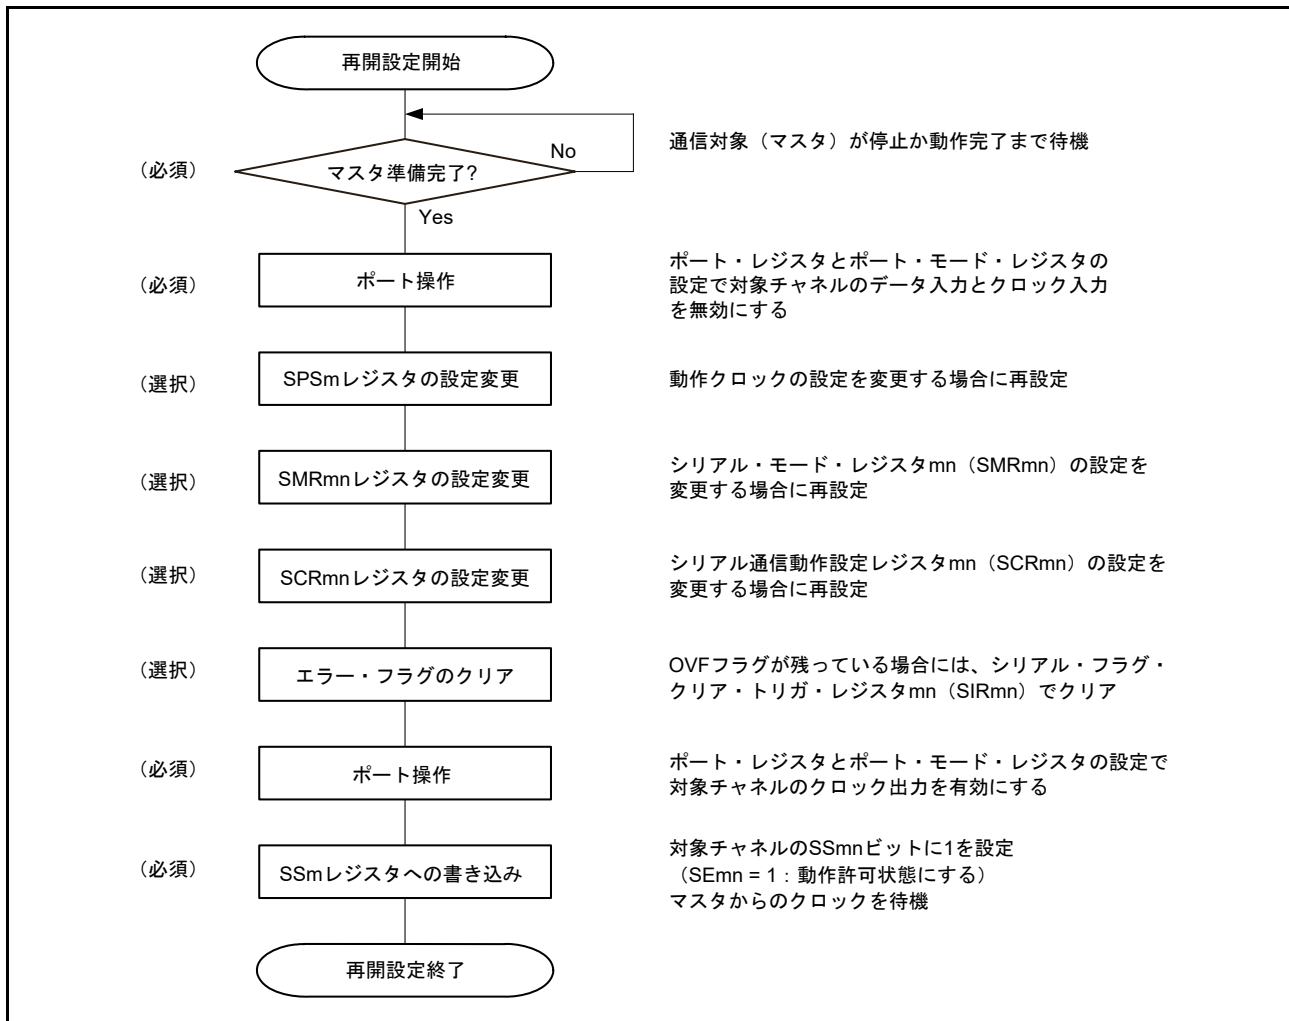 再開設定開始
通信対象（マスタ）が停止か動作完了まで待機
No
（必須）
マスタ準備完了?
Yes
（必須）
ポート操作
ポート・レジスタとポート・モード・レジスタの
設定で対象チャネルのデータ入力とクロック入力
を無効にする
（選択）
SPSmレジスタの設定変更
動作クロックの設定を変更する場合に再設定
（選択）
SMRmnレジスタの設定変更
シリアル・モード・レジスタmn（SMRmn）の設定を
変更する場合に再設定
（選択）
SCRmnレジスタの設定変更
シリアル通信動作設定レジスタmn（SCRmn）の設定を
変更する場合に再設定
（選択）
エラー・フラグのクリア
OVFフラグが残っている場合には、シリアル・フラグ・
クリア・トリガ・レジスタmn（SIRmn）でクリア
（必須）
ポート操作
ポート・レジスタとポート・モード・レジスタの設定で
対象チャネルのクロック出力を有効にする
（必須）
SSmレジスタへの書き込み
対象チャネルのSSmnビットに1を設定
（SEmn = 1：動作許可状態にする）
マスタからのクロックを待機
再開設定終了